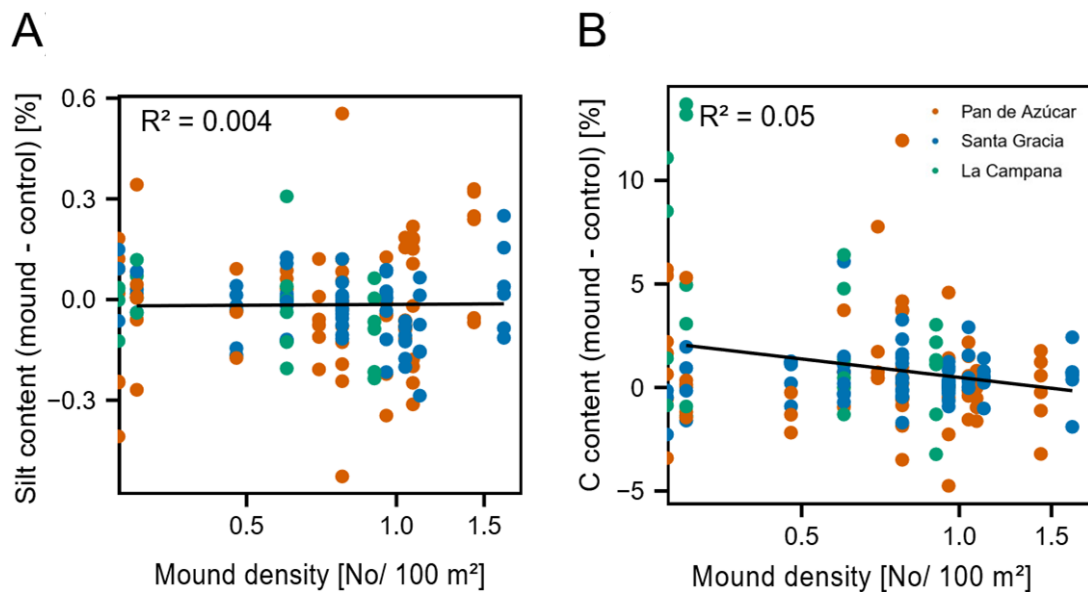 A
B
R² = 0.004
R² = 0.05
Pan de Azúcar
Santa Gracia
La Campana
Silt content (mound - control) [%]
0.6
0.3
0.0
−0.3
0.5
1.0
1.5
Mound density [No/ 100 m²]
C content (mound - control) [%]
10
5
0
−5
0.5
1.0
1.5
Mound density [No/ 100 m²]